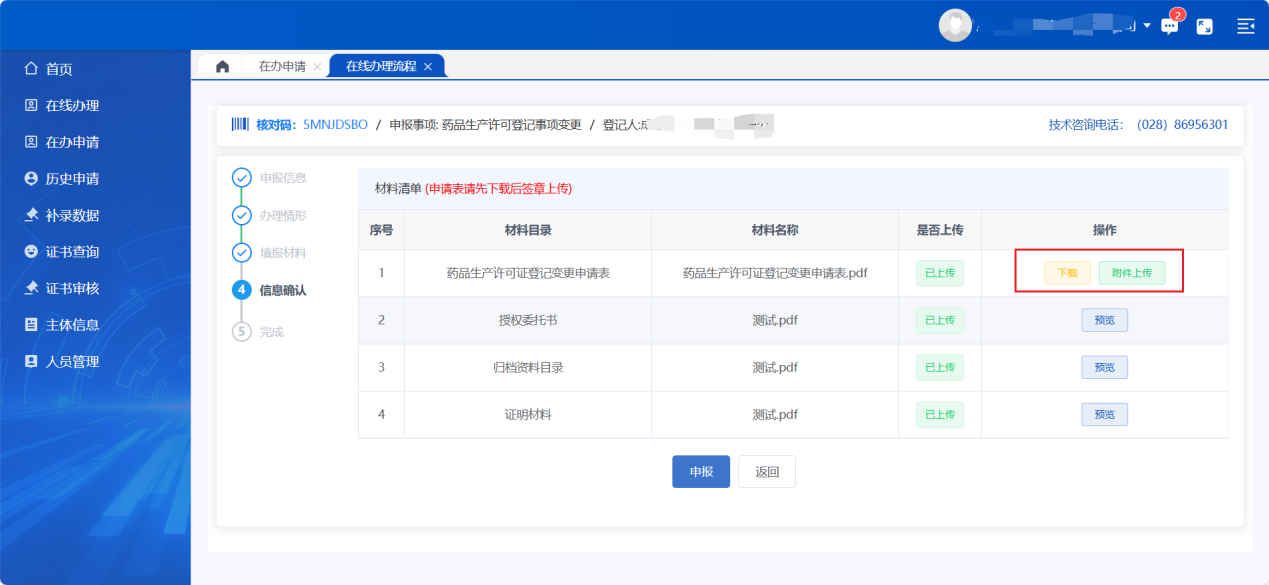 2
首页
在线办理
在办申请
历史申请
补录数据
证书查询
证书审核
主体信息
人员管理
在办申请 ×
在线办理流程 ×
核对码: 5MNJDSBO / 申报事项: 药品生产许可登记事项变更 / 登记人:
技术咨询电话: (028) 86956301
申报信息
办理情形
填报材料
4 信息确认
5 完成
材料清单 (申请表请先下载后签章上传)
序号 材料目录 材料名称 是否上传 操作
1 药品生产许可证登记变更申请表 药品生产许可证登记变更申请表.pdf 已上传 下载 附件上传
2 授权委托书 测试.pdf 已上传 预览
3 归档资料目录 测试.pdf 已上传 预览
4 证明材料 测试.pdf 已上传 预览
申报 返回